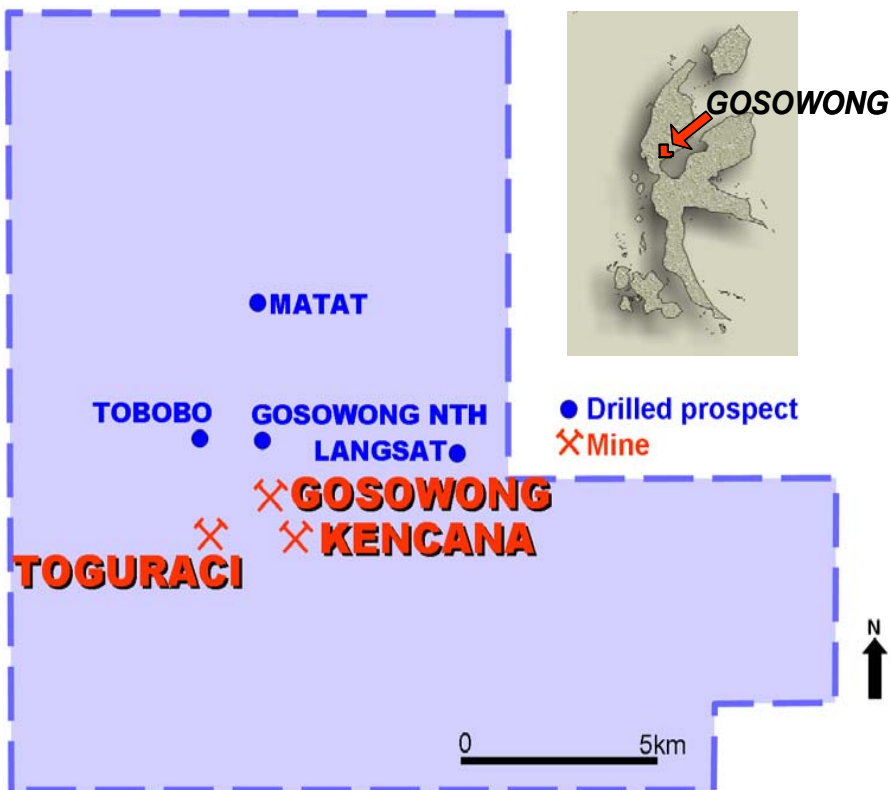 GOSOWONG
MATAT
TOBOBO
GOSOWONG NTH
LANGSAT
Drilled prospect
Mine
GOSOWONG
KENCANA
TOGURACI
N
0 5km